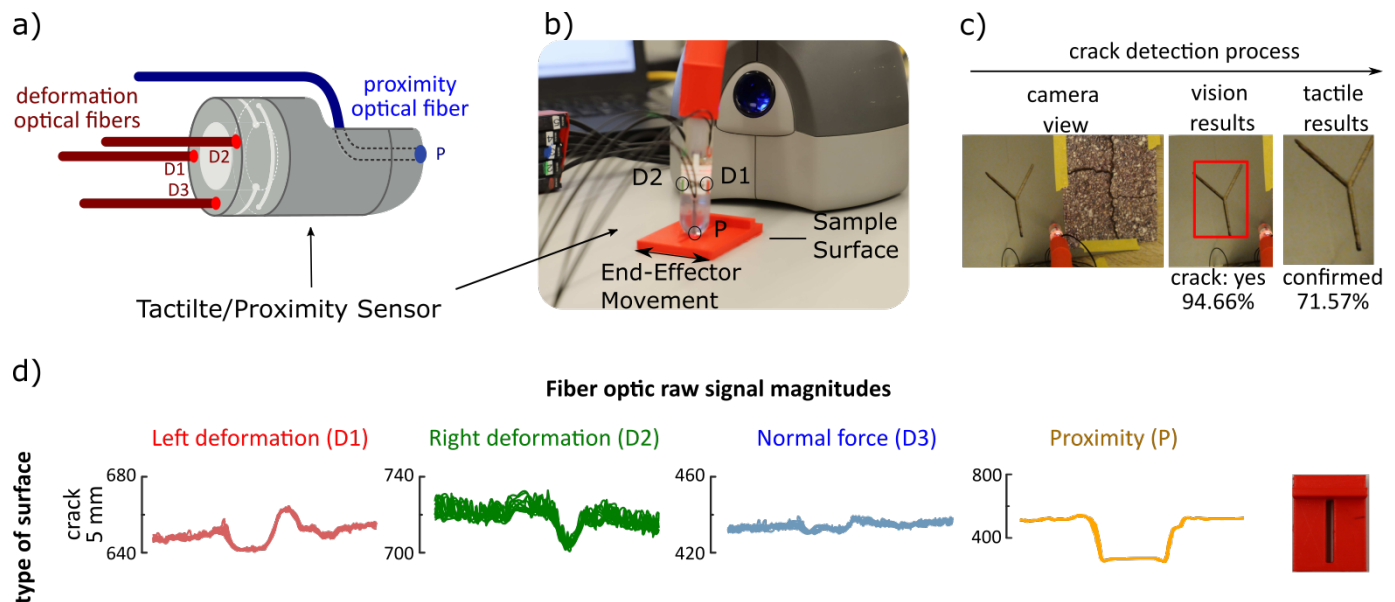 a)
deformation
optical fibers
proximity
optical fiber
D1
D2
D3
P
Tactilte/Proximity Sensor
b)
D2
D1
P
Sample
Surface
End-Effector
Movement
c)
crack detection process
camera
view
vision
results
tactile
results
crack: yes
94.66%
confirmed
71.57%
d)
Fiber optic raw signal magnitudes
type of surface
crack
5 mm
Left deformation (D1)
680
640
Right deformation (D2)
740
700
Normal force (D3)
460
420
Proximity (P)
800
400